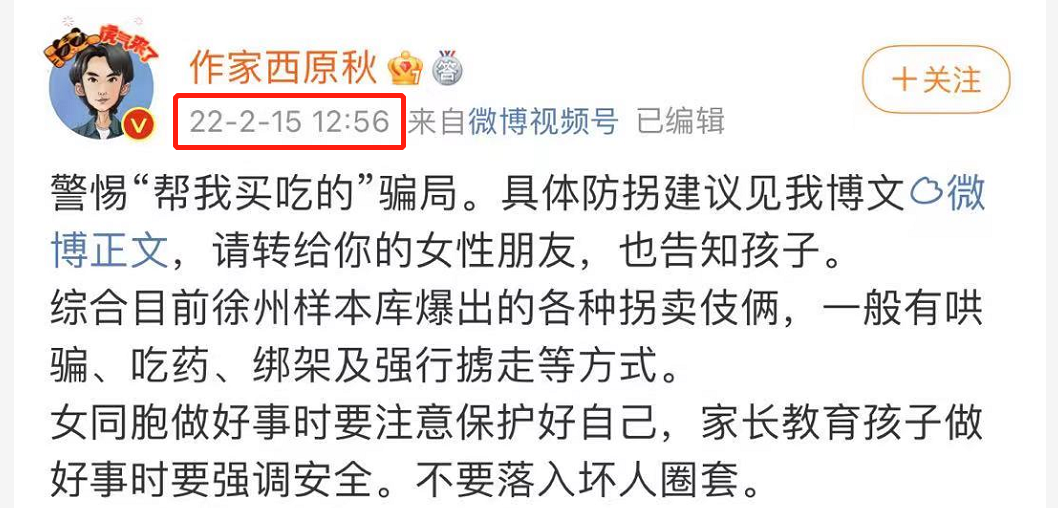 虎气来了
作家西原秋 答
22-2-15 12:56 来自微博视频号 已编辑
+关注
警惕“帮我买吃的”骗局。具体防拐建议见我博文微
博正文，请转给你的女性朋友，也告知孩子。
综合目前徐州样本库爆出的各种拐卖伎俩，一般有哄
骗、吃药、绑架及强行掳走等方式。
女同胞做好事时要注意保护好自己，家长教育孩子做
好事时要强调安全。不要落入坏人圈套。